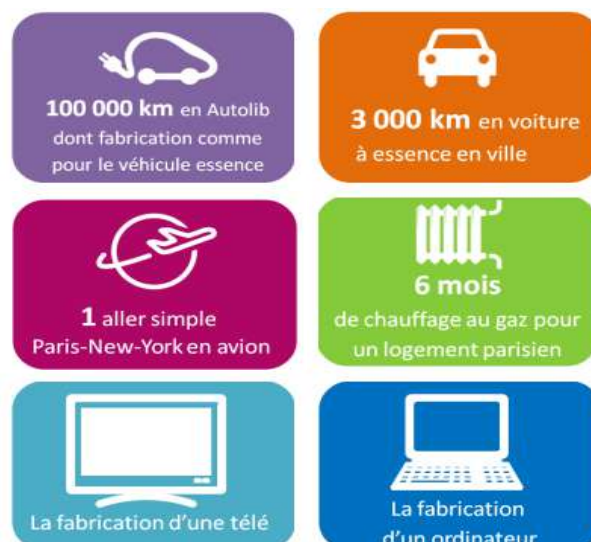 100 000 km en Autolib
dont fabrication comme
pour le véhicule essence
3 000 km en voiture
à essence en ville
1 aller simple
Paris-New-York en avion
6 mois
de chauffage au gaz pour
un logement parisien
La fabrication d'une télé
La fabrication
d'un ordinateur